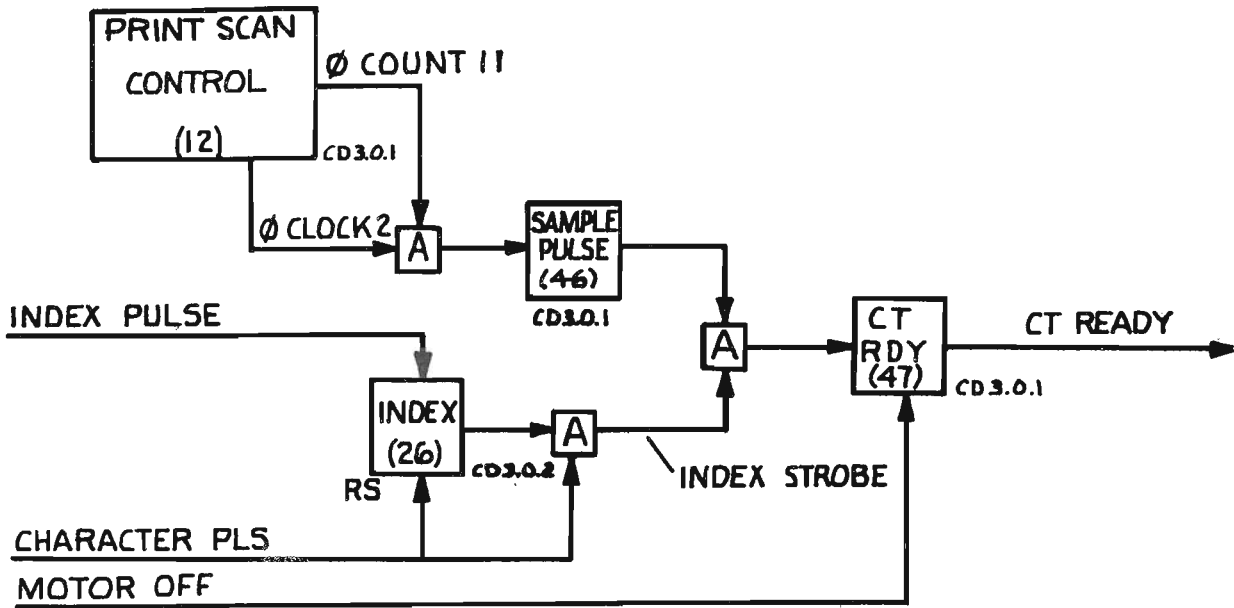 PRINT SCAN
CONTROL
(12)
Ø COUNT 11
CD3.0.1
Ø CLOCK 2
A
SAMPLE
PULSE
(46)
CD3.0.1
INDEX PULSE
A
CT
RDY
(47)
CT READY
CD3.0.1
INDEX
(26)
A
CD3.0.2
RS
INDEX STROBE
CHARACTER PLS
MOTOR OFF